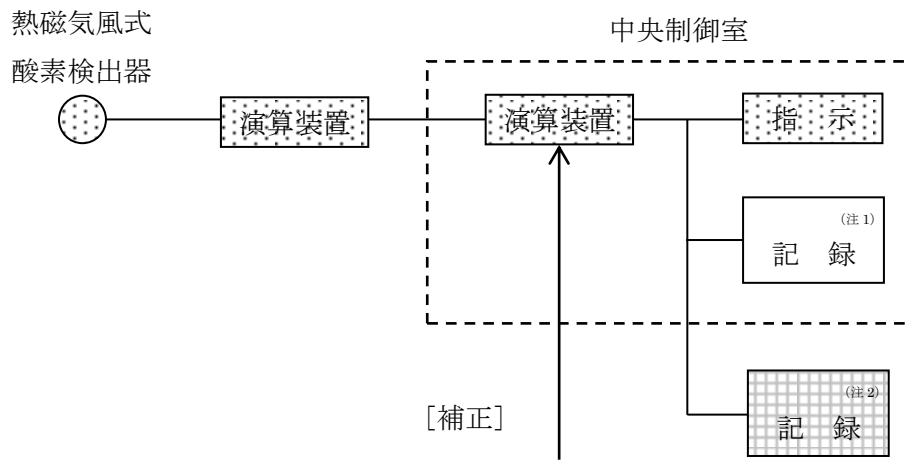 熱磁気風式
酸素検出器
中央制御室
演算装置
演算装置
指 示
(注1)
記 録
(注2)
記 録
[補正]